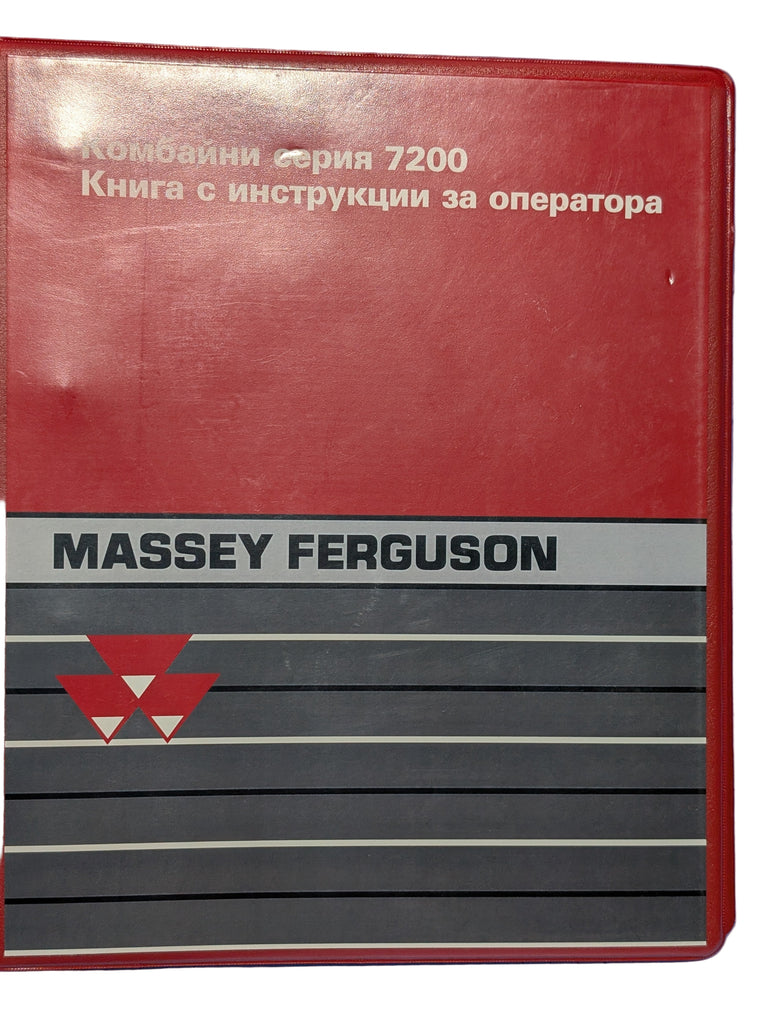 Комбайни серия 7200
Книга с инструкции за оператора
MASSEY FERGUSON